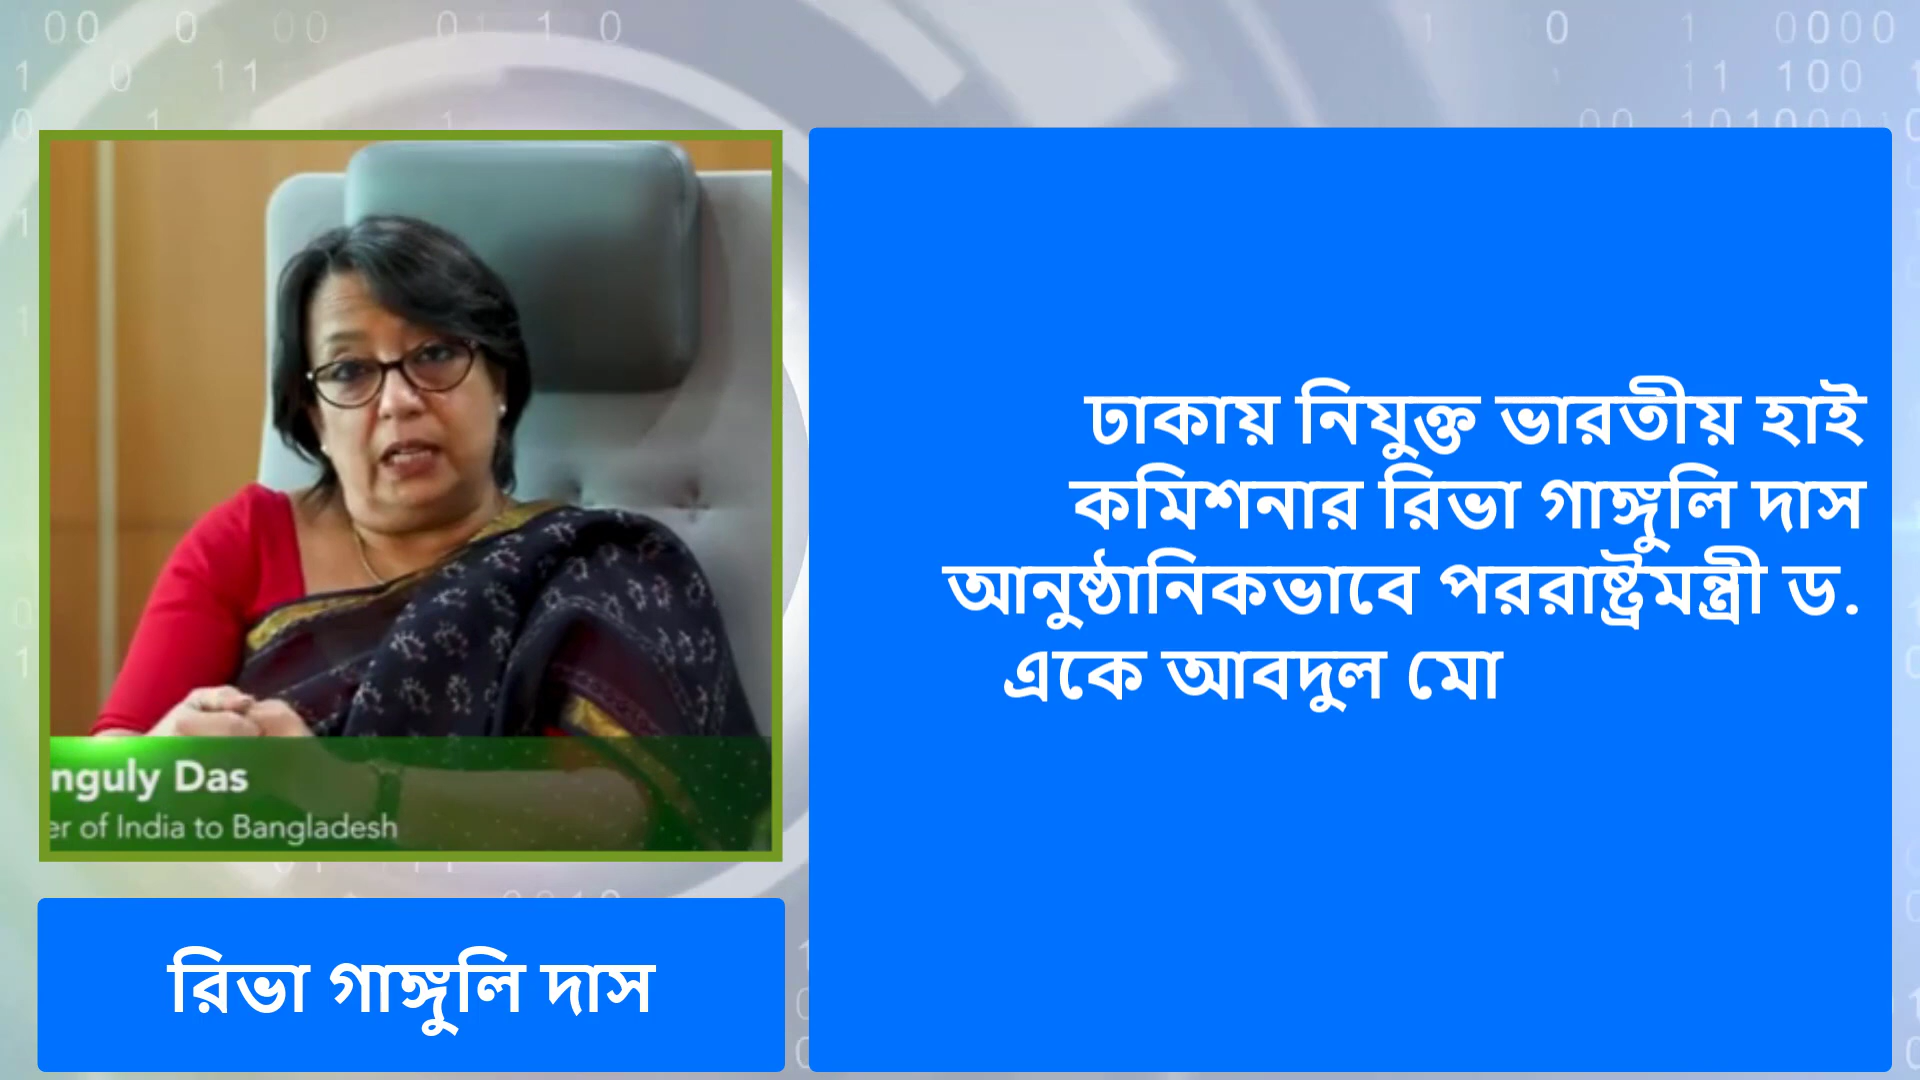 nguly Das
er of India to Bangladesh
রিভা গাঙ্গুলি দাস
ঢাকায় নিযুক্ত ভারতীয় হাই
কমিশনার রিভা গাঙ্গুলি দাস
আনুষ্ঠানিকভাবে পররাষ্ট্রমন্ত্রী ড.
একে আবদুল মো